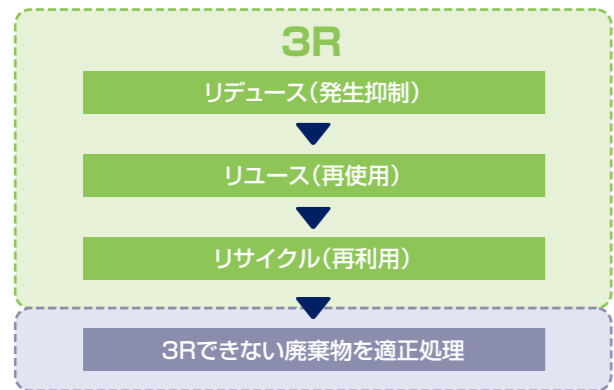 3R
リデュース(発生抑制)
リユース(再使用)
リサイクル(再利用)
3Rできない廃棄物を適正処理